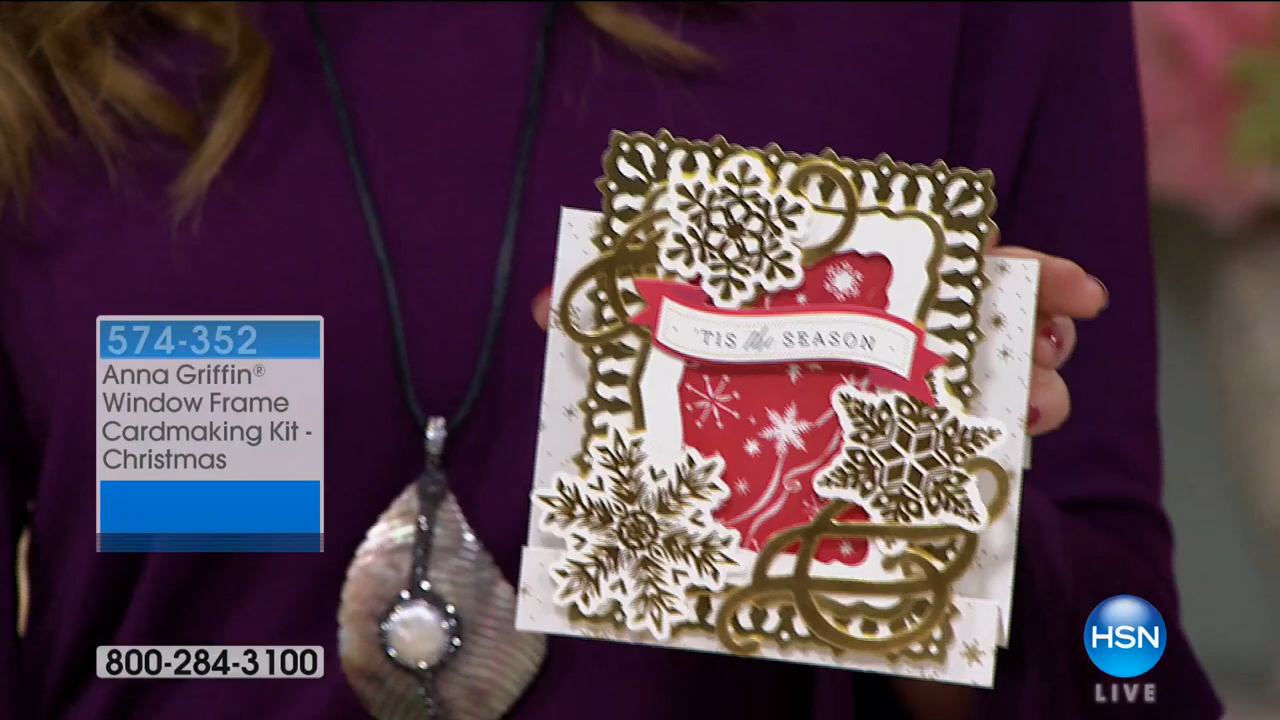 574-352
Anna Griffin®
Window Frame
Cardmaking Kit -
Christmas
800-284-3100
'TIS the SEASON
HSN
LIVE